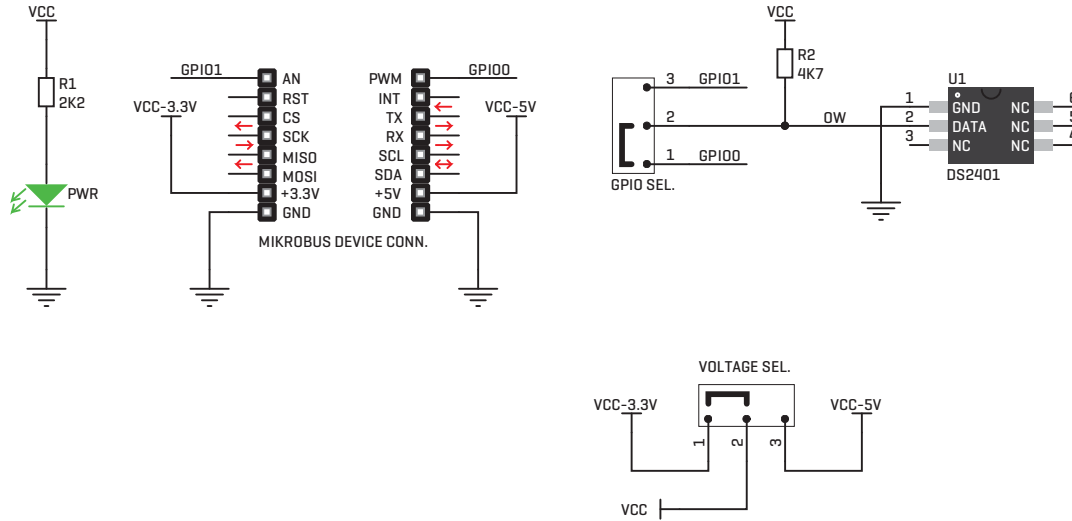 VCC
R1
2K2
PWR
GPIO1
GPIO0
VCC-3.3V
VCC-5V
AN
RST
CS
SCK
MISO
MOSI
+3.3V
GND
PWM
INT
TX
RX
SCL
SDA
+5V
GND
MIKROBUS DEVICE CONN.
VCC
R2
4K7
3 GPIO1
2
1 GPIO0
GPIO SEL.
OW
U1
1 GND NC 6
2 DATA NC 5
3 NC NC 4
DS2401
VOLTAGE SEL.
VCC-3.3V
VCC-5V
1 2 3
VCC